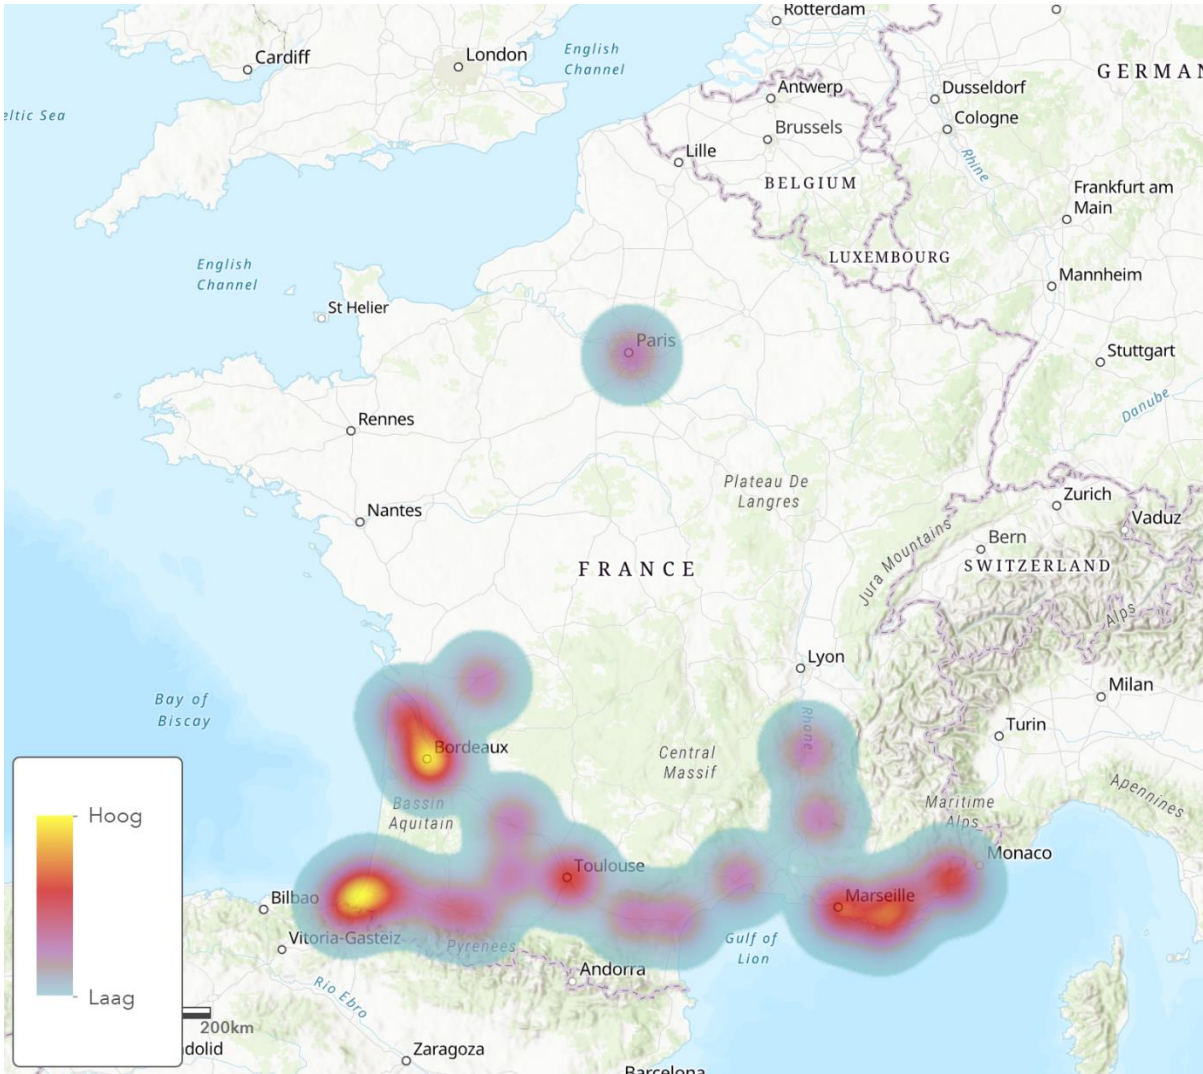 Rotterdam
Cardiff
London
English
Channel
GERMAN
eltic Sea
Antwerp
Dusseldorf
Brussels
Cologne
Lille
Rhine
BELGIUM
Frankfurt am
Main
LUXEMBOURG
English
Channel
Mannheim
St Helier
Paris
Stuttgart
Danube
Rennes
Plateau De
Langres
Zurich
Nantes
Vaduz
Bern
Jura Mountains
FRANCE
SWITZERLAND
Alps
Lyon
Milan
Bay of
Biscay
Rhone
Turin
Bordeaux
Central
Massif
Apennines
Bassin
Aquitain
Maritime
Alps
Hoog
Monaco
Toulouse
Bilbao
Marseille
Vitoria-Gasteiz
Pyrenees
Gulf of
Lion
Andorra
Rio Ebro
Laag
200km
dolid
Zaragoza
Barcelona